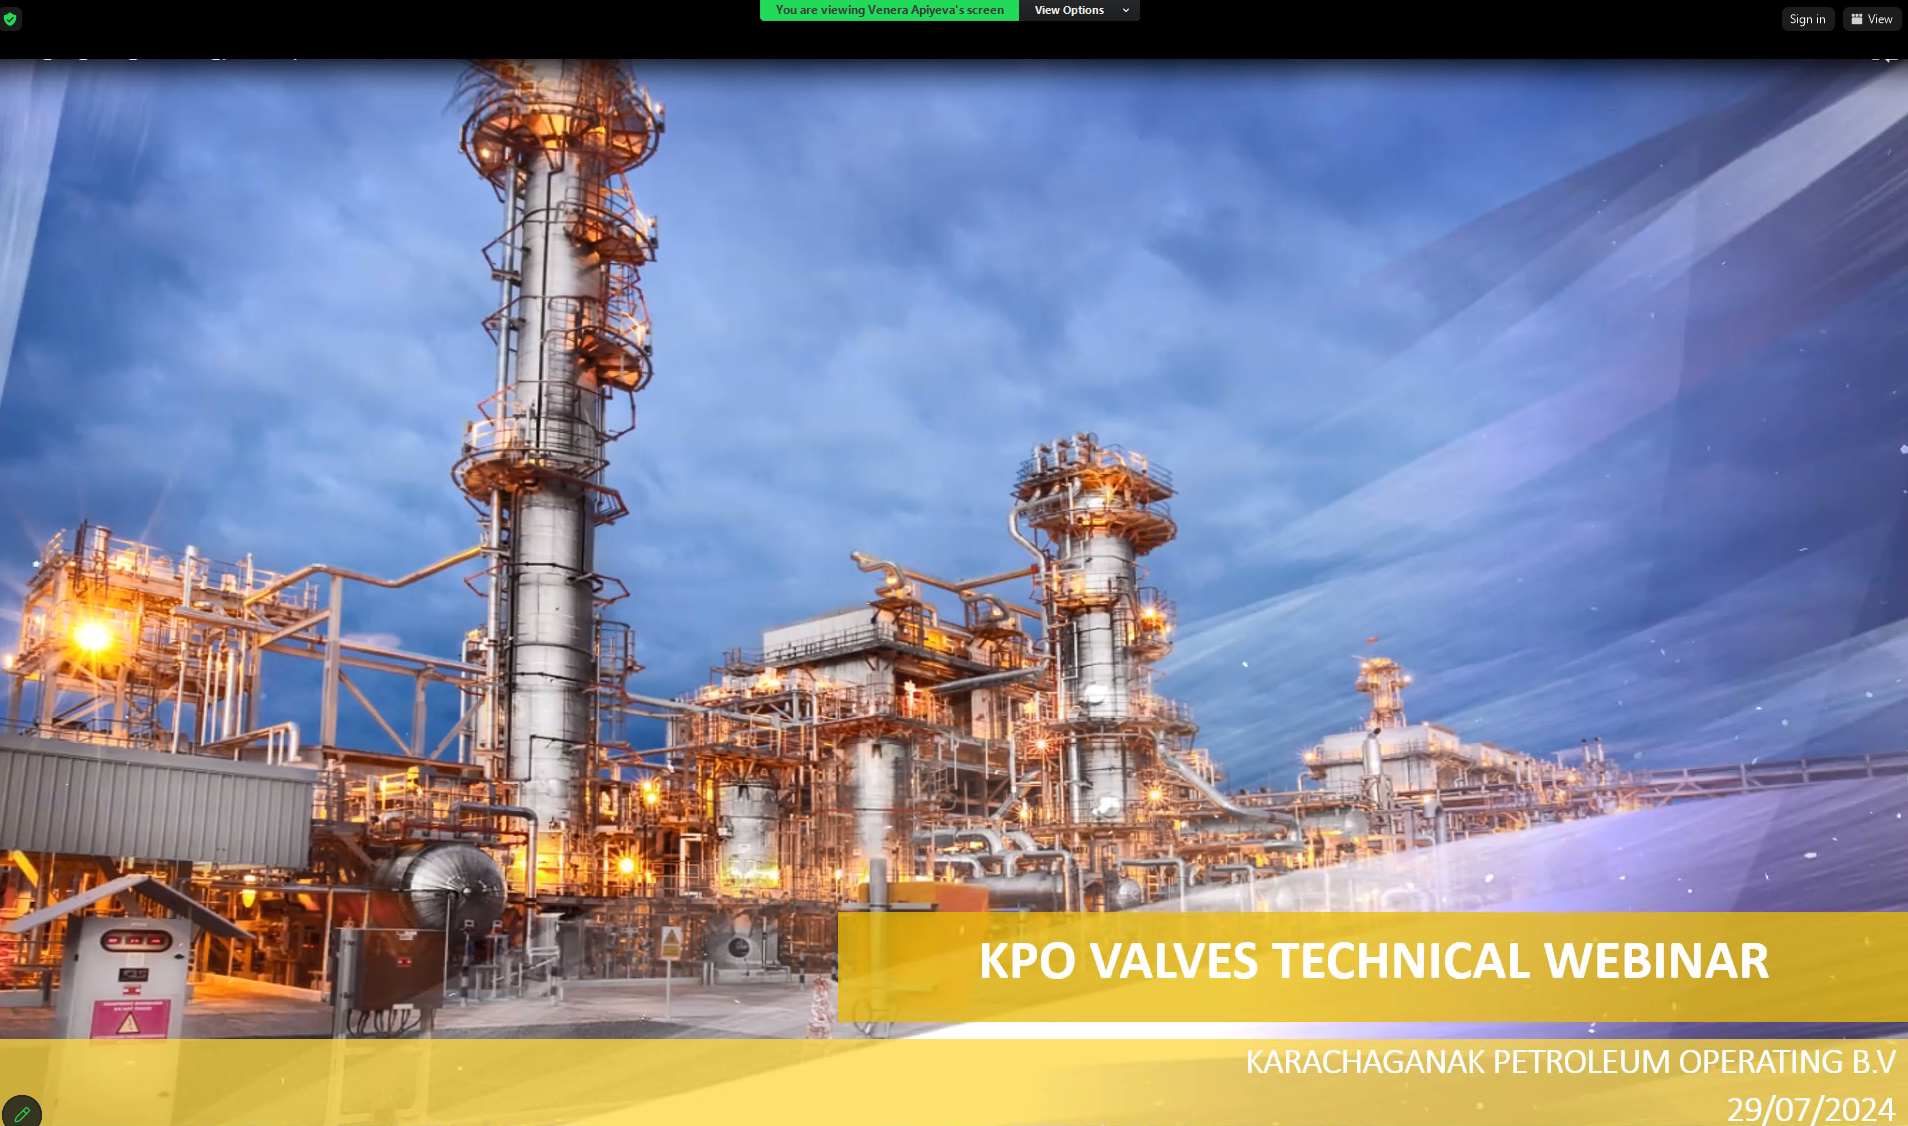 You are viewing Venera Apiyeva's screen
View Options
Sign in
View
KPO VALVES TECHNICAL WEBINAR
KARACHAGANAK PETROLEUM OPERATING B.V
29/07/2024